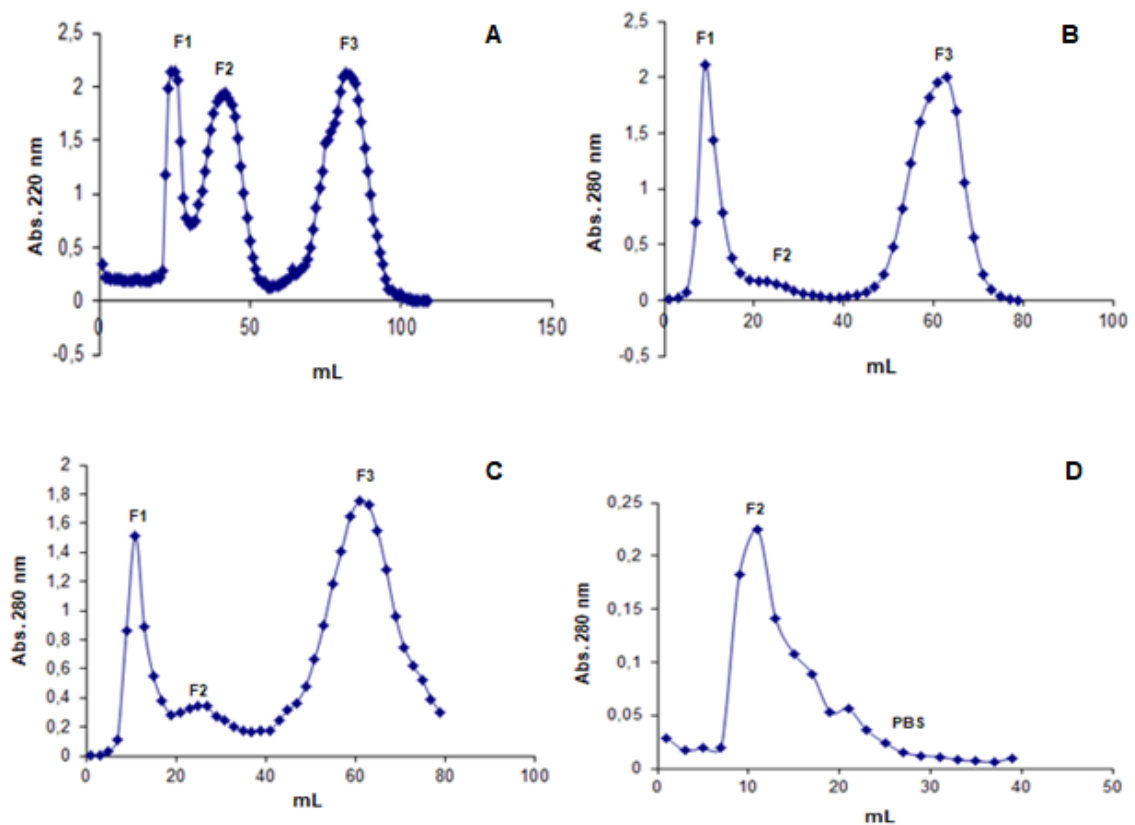 A
F1
F2
F3
2,5
2
1,5
1
0,5
0
-0,5
0
50
100
150
Abs. 220 nm
mL
B
F1
F2
F3
2,5
2
1,5
1
0,5
0
-0,5
0
20
40
60
80
100
Abs. 280 nm
mL
C
F1
F2
F3
2
1,8
1,6
1,4
1,2
1
0,8
0,6
0,4
0,2
0
0
20
40
60
80
100
Abs. 280 nm
mL
D
F2
PBS
0,25
0,2
0,15
0,1
0,05
0
0
10
20
30
40
50
Abs. 280 nm
mL